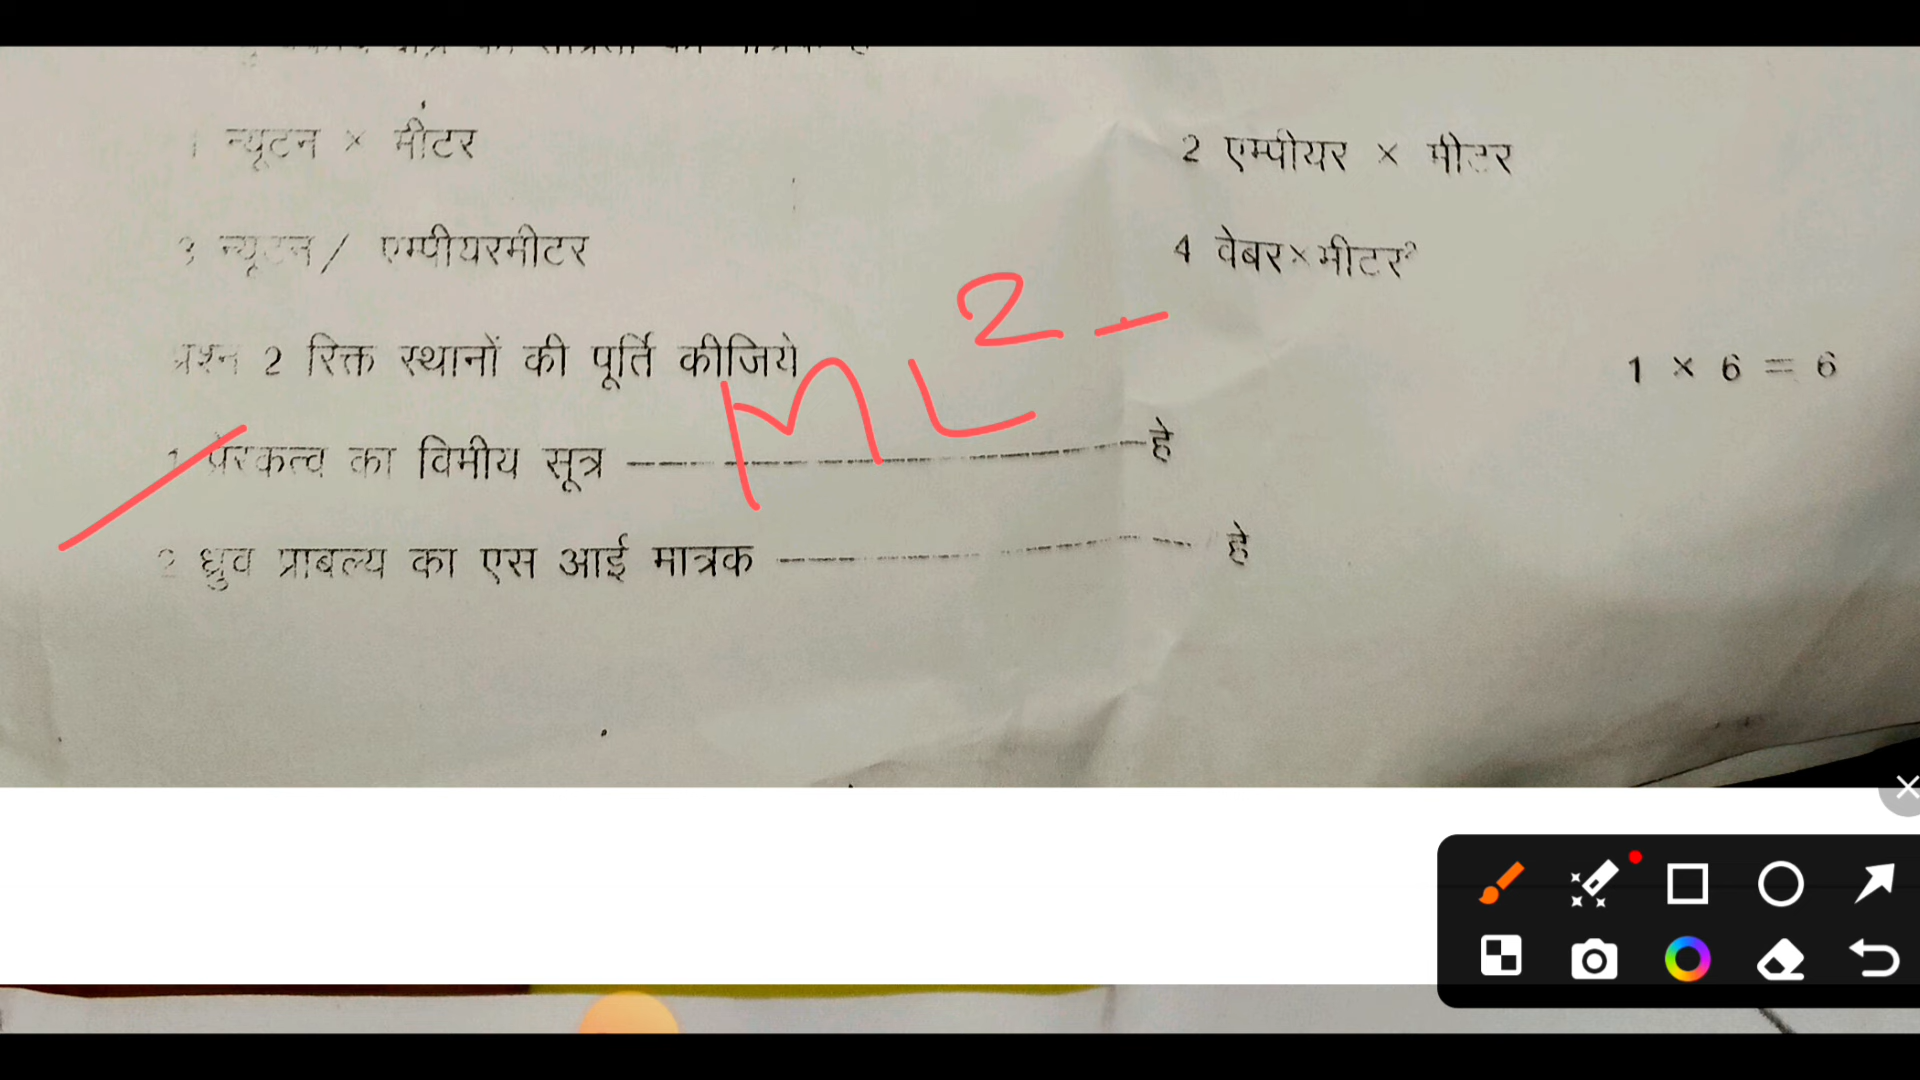 1 न्यूटन × मीटर
2 एम्पीयर × मीटर
3 न्यूटन / एम्पीयरमीटर
4 वेबर×मीटर²
प्रश्न 2 रिक्त स्थानों की पूर्ति कीजिये
1 × 6 = 6
ML² -
1 प्रेरकत्व का विमीय सूत्र ---------- हे
2 ध्रुव प्राबल्य का एस आई मात्रक ---------- हे